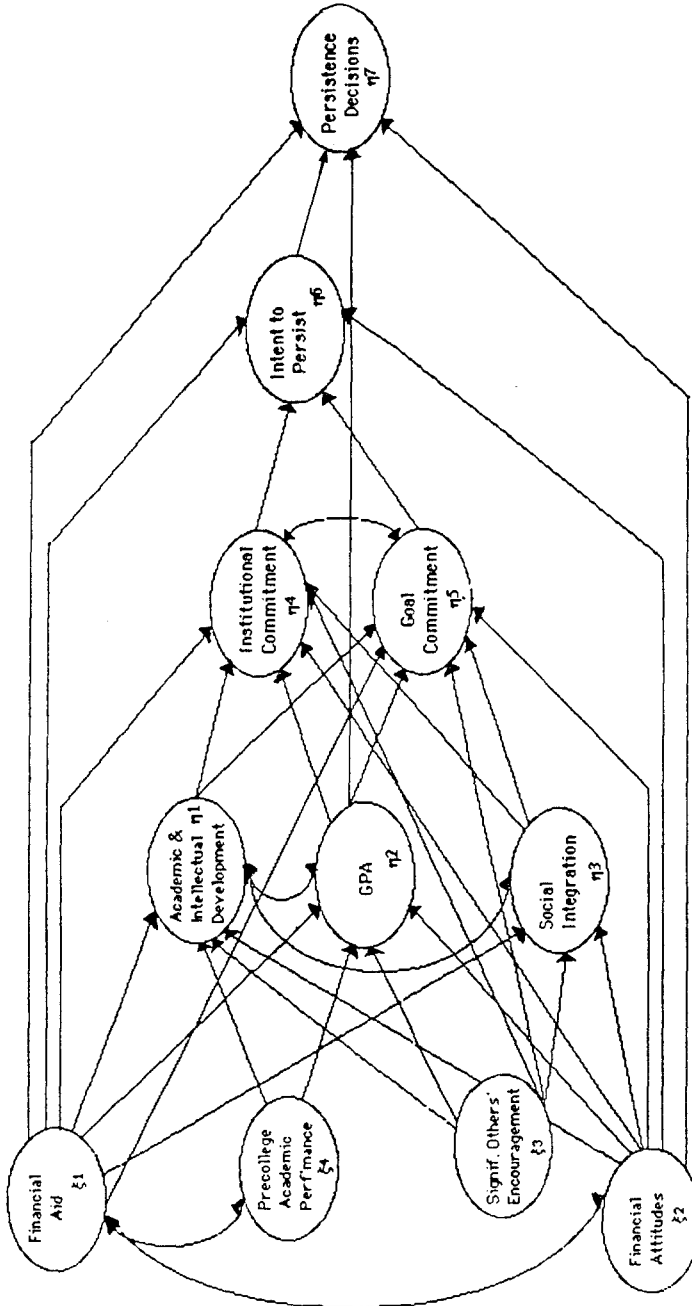 Financial
Aid
ξ1
Precollege
Academic
Perf'mance
ξ4
Signif. Others'
Encouragement
ξ3
Financial
Attitudes
ξ2
Academic &
Intellectual η1
Development
GPA
η2
Social
Integration
η3
Institutional
Commitment
η4
Goal
Commitment
η5
Intent to
Persist
η6
Persistence
Decisions
η7